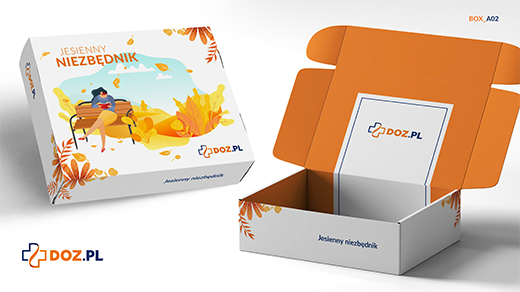 BOX_A02
JESIENNY
NIEZBĘDNIK
DOZ.PL
Jesienny niezbędnik
DOZ.PL
Jesienny niezbędnik
DOZ.PL